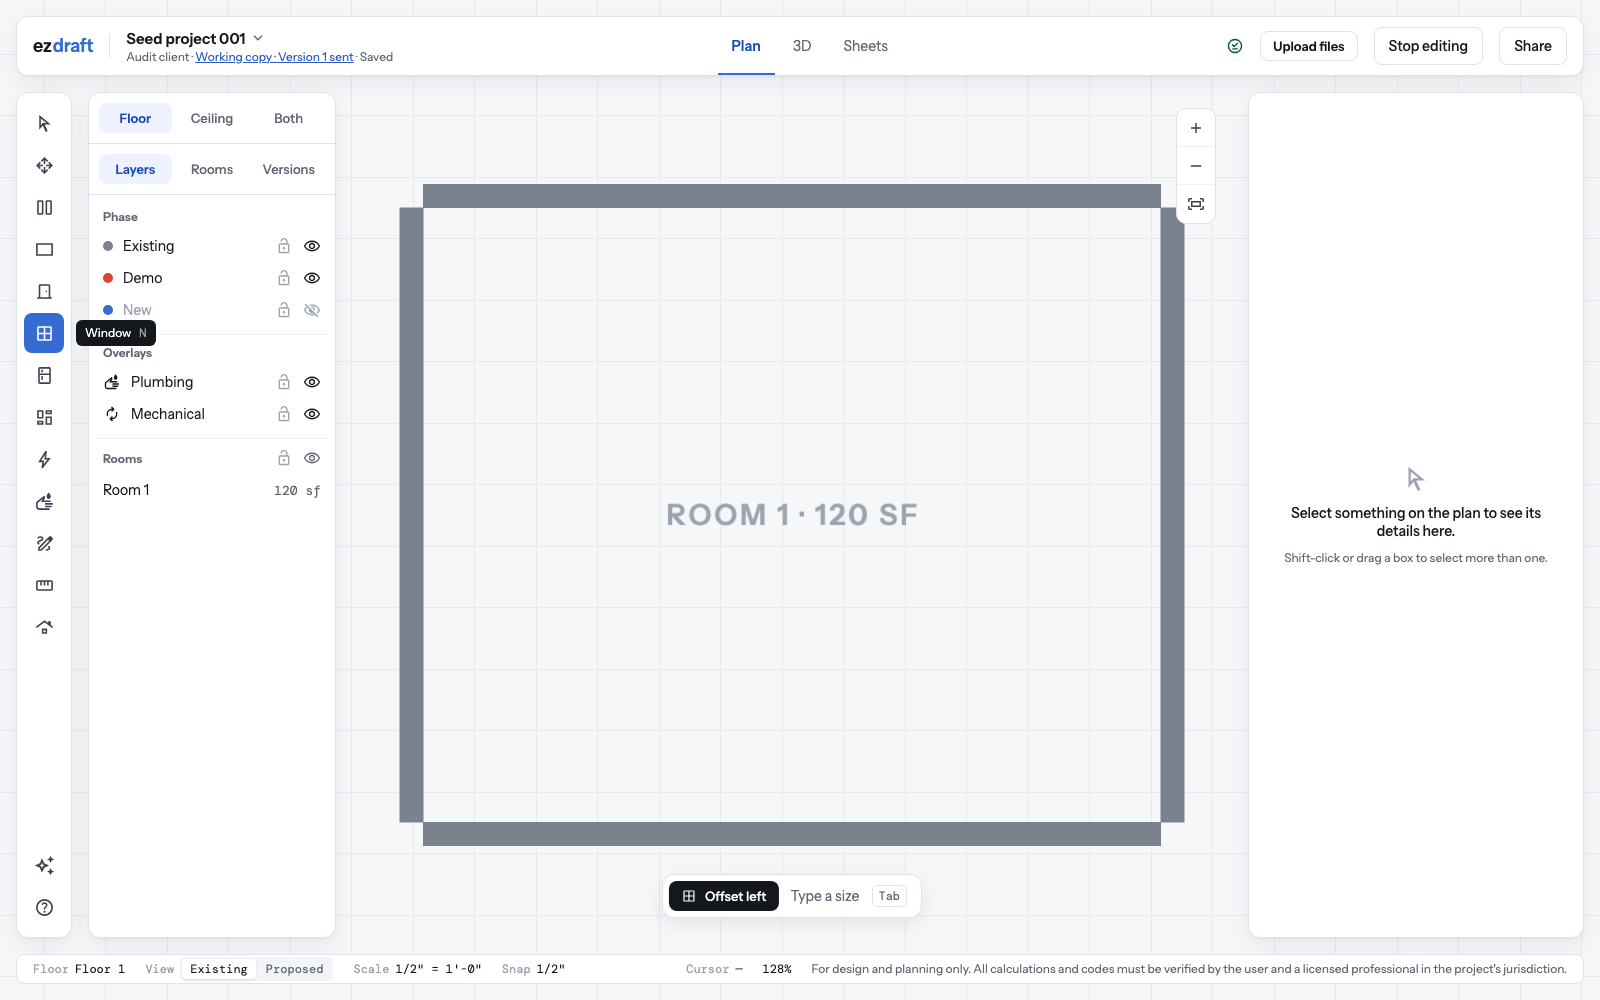 ezdraft
Seed project 001
Audit client · Working copy · Version 1 sent · Saved
Plan
3D
Sheets
Upload files
Stop editing
Share
Floor
Ceiling
Both
Layers
Rooms
Versions
Phase
Existing
Demo
New
Window N
Overlays
Plumbing
Mechanical
Rooms
Room 1
120 sf
ROOM 1 · 120 SF
Select something on the plan to see its
details here.
Shift-click or drag a box to select more than one.
Offset left
Type a size
Tab
Floor Floor 1
View Existing Proposed
Scale 1/2" = 1'-0"
Snap 1/2"
Cursor —
128%
For design and planning only. All calculations and codes must be verified by the user and a licensed professional in the project's jurisdiction.